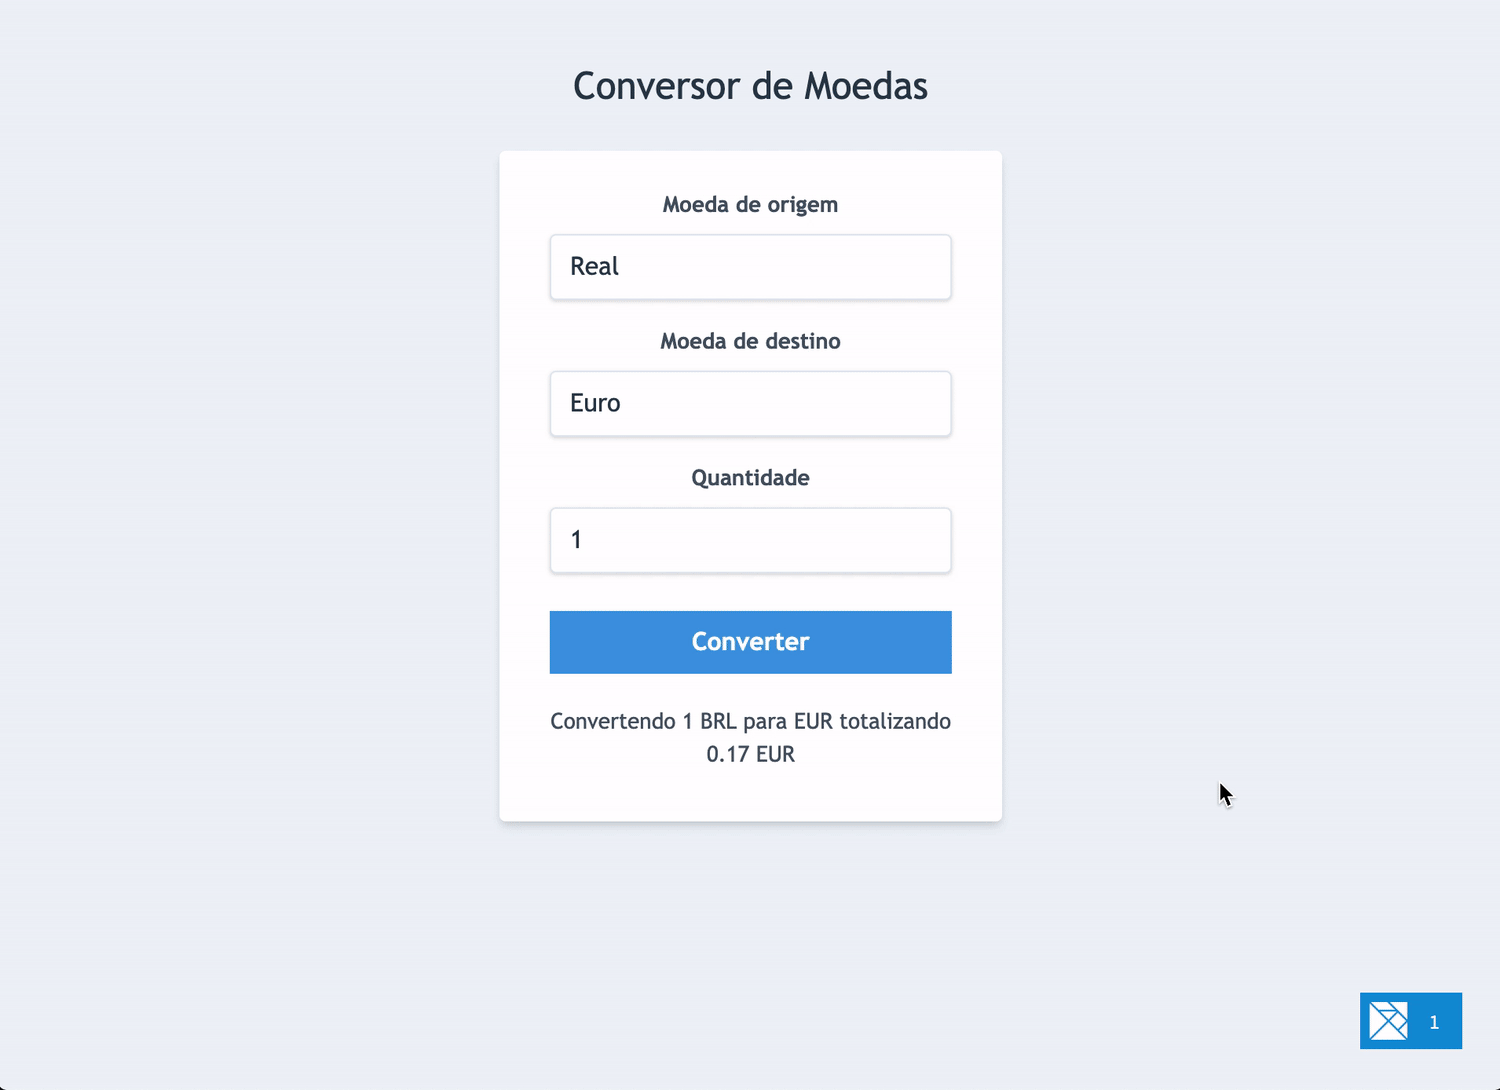 Conversor de Moedas
Moeda de origem
Real
Moeda de destino
Euro
Quantidade
1
Converter
Convertendo 1 BRL para EUR totalizando
0.17 EUR
1